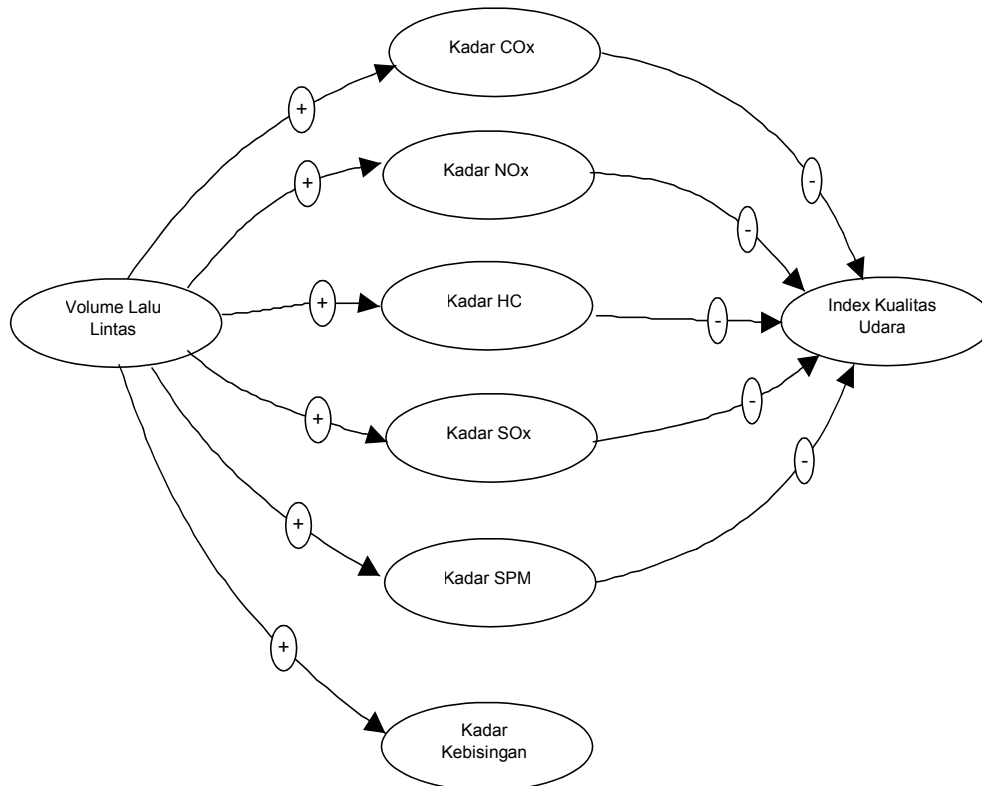 Kadar COx
+
-
Kadar NOx
+
-
Volume Lalu
Lintas
+
Kadar HC
-
Index Kualitas
Udara
+
Kadar SOx
-
+
Kadar SPM
-
+
Kadar
Kebisingan